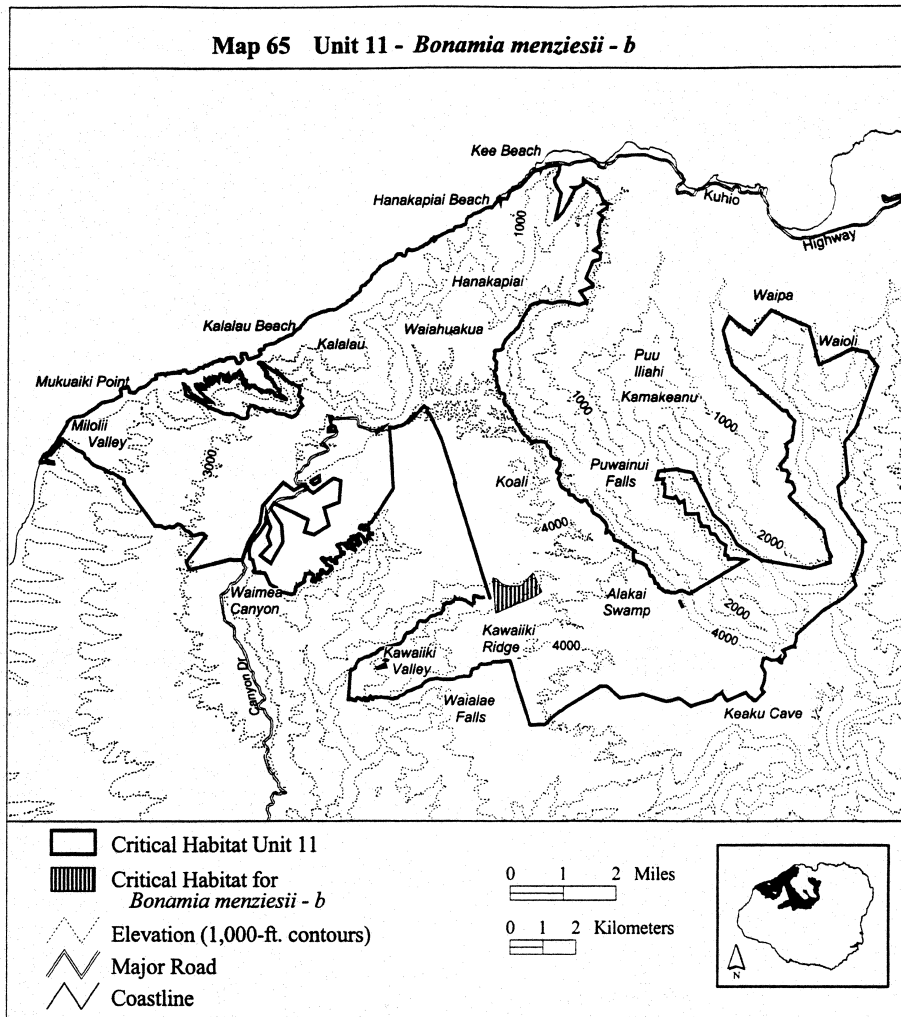 Map 65 Unit 11 - Bonamia menziesii - b
Kee Beach
Hanakapiai Beach
Kuhio
Highway
1000
Hanakapiai
Waipa
Kalalau Beach
Kalalau
Waiahuakua
Waioli
Puu
Iliahi
Mukuaiki Point
Kamakeanu
1000
1000
Milolii
Valley
3000
Puwainui
Falls
Koali
4000
2000
Waimea
Canyon
Alakai
Swamp
2000
4000
Kawaiiki
Ridge
4000
Kawaiiki
Valley
Canyon Dr
Waialae
Falls
Keaku Cave
Critical Habitat Unit 11
Critical Habitat for
Bonamia menziesii - b
Elevation (1,000-ft. contours)
Major Road
Coastline
0 1 2 Miles
0 1 2 Kilometers
N